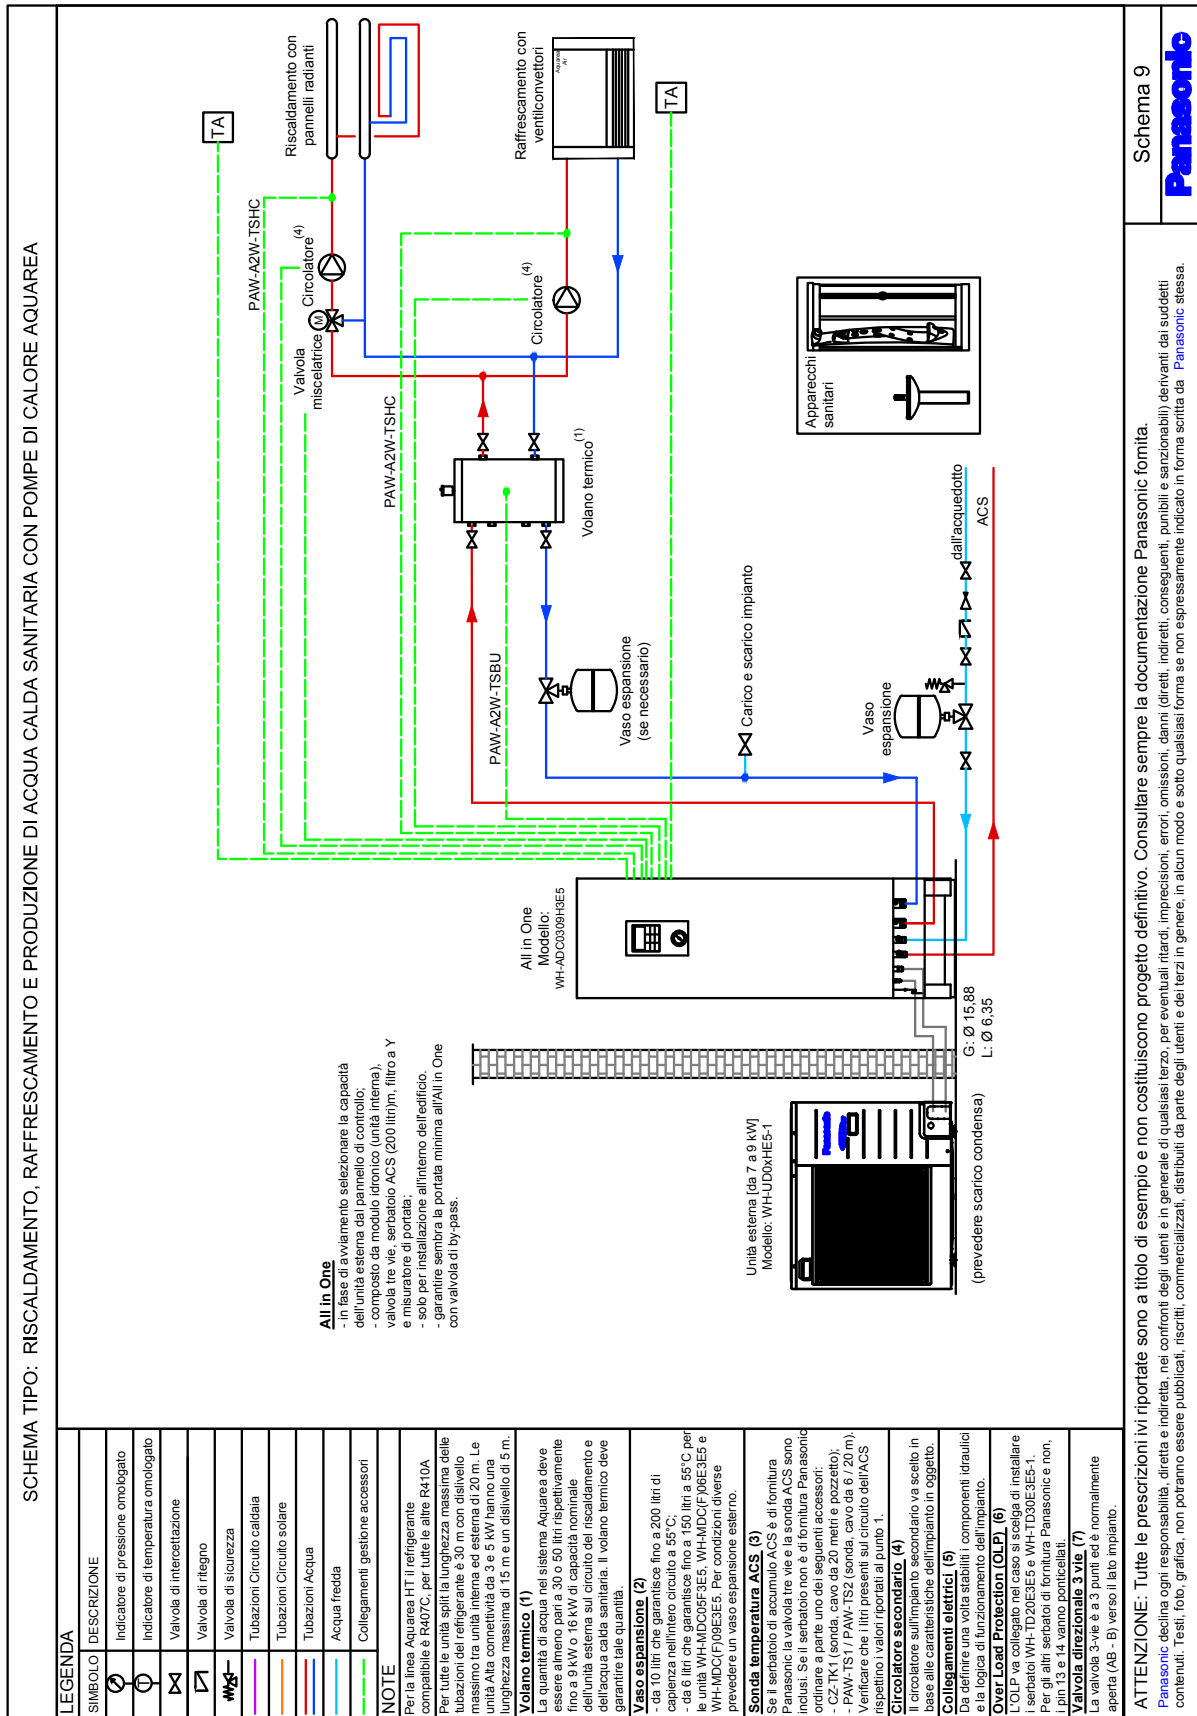 SCHEMA TIPO: RISCALDAMENTO, RAFFRESCAMENTO E PRODUZIONE DI ACQUA CALDA SANITARIA CON POMPE DI CALORE AQUAREA
LEGENDA
SIMBOLO DESCRIZIONE
Indicatore di pressione omologato
T Indicatore di temperatura omologato
Valvola di intercettazione
Valvola di ritegno
Valvola di sicurezza
Tubazioni Circuito caldaia
Tubazioni Circuito solare
Tubazioni Acqua
Acqua fredda
Collegamenti gestione accessori
NOTE
Per la linea Aquarea HT il refrigerante
compatibile è R407C, per tutte le altre R410A
Per tutte le unità split la lunghezza massima delle
tubazioni del refrigerante è 30 m con dislivello
massimo tra unità interna ed esterna di 20 m. Le
unità Alta connettività da 3 e 5 kW hanno una
lunghezza massima di 15 m e un dislivello di 5 m.
Volano termico (1)
La quantità di acqua nel sistema Aquarea deve
essere almeno pari a 30 o 50 litri rispettivamente
fino a 9 kW o 16 kW di capacità nominale
dell'unità esterna sul circuito del riscaldamento e
dell'acqua calda sanitaria. Il volano termico deve
garantire tale quantità.
Vaso espansione (2)
- da 10 litri che garantisce fino a 200 litri di
capienza nell'intero circuito a 55°C;
- da 6 litri che garantisce fino a 150 litri a 55°C per
le unità WH-MDC05F3E5, WH-MDC(F)06E3E5 e
WH-MDC(F)09E3E5. Per condizioni diverse
prevedere un vaso espansione esterno.
Sonda temperatura ACS (3)
Se il serbatoio di accumulo ACS è di fornitura
Panasonic la valvola tre vie e la sonda ACS sono
inclusi. Se il serbatoio non è di fornitura Panasonic
ordinare a parte uno dei seguenti accessori:
- CZ-TK1 (sonda, cavo da 20 metri e pozzetto);
- PAW-TS1 / PAW-TS2 (sonda, cavo da 6 / 20 m).
Verificare che i litri presenti sul circuito dell'ACS
rispettino i valori riportati al punto 1.
Circolatore secondario (4)
Il circolatore sull'impianto secondario va scelto in
base alle caratteristiche dell'impianto in oggetto.
Collegamenti elettrici (5)
Da definire una volta stabiliti i componenti idraulici
e la logica di funzionamento dell'impianto.
Over Load Protection (OLP) (6)
L'OLP va collegato nel caso si scelga di installare
i serbatoi WH-TD20E3E5 e WH-TD30E3E5-1.
Per gli altri serbatoi di fornitura Panasonic e non,
i pin 13 e 14 vanno ponticellati.
Valvola direzionale 3 vie (7)
La valvola 3-vie è a 3 punti ed è normalmente
aperta (AB - B) verso il lato impianto.
All in One
- in fase di avviamento selezionare la capacità
dell'unità esterna dal pannello di controllo;
- composto da modulo idronico (unità interna),
valvola tre vie, serbatoio ACS (200 litri)m, filtro a Y
e misuratore di portata;
- solo per installazione all'interno dell'edificio.
- garantire sembra la portata minima all'All in One
con valvola di by-pass.
Unità esterna [da 7 a 9 kW]
Modello: WH-UD0xHE5-1
Panasonic
(prevedere scarico condensa)
G: Ø 15,88
L: Ø 6,35
All in One
Modello:
WH-ADC0309H3E5
PAW-A2W-TSBU
Vaso espansione
(se necessario)
Carico e scarico impianto
Vaso
espansione
dall'acquedotto
ACS
Volano termico (1)
PAW-A2W-TSHC
PAW-A2W-TSHC
Valvola
miscelatrice
M
Circolatore (4)
Circolatore (4)
Apparecchi
sanitari
Riscaldamento con
pannelli radianti
Raffrescamento con
ventilconvettori
Aquarea
Air
TA
TA
ATTENZIONE: Tutte le prescrizioni ivi riportate sono a titolo di esempio e non costituiscono progetto definitivo. Consultare sempre la documentazione Panasonic fornita.
Panasonic declina ogni responsabilità, diretta e indiretta, nei confronti degli utenti e in generale di qualsiasi terzo, per eventuali ritardi, imprecisioni, errori, omissioni, danni (diretti, indiretti, conseguenti, punibili e sanzionabili) derivanti dai suddetti
contenuti. Testi, foto, grafica, non potranno essere pubblicati, riscritti, commercializzati, distribuiti da parte degli utenti e dei terzi in genere, in alcun modo e sotto qualsiasi forma se non espressamente indicato in forma scritta da Panasonic stessa.
Schema 9
Panasonic